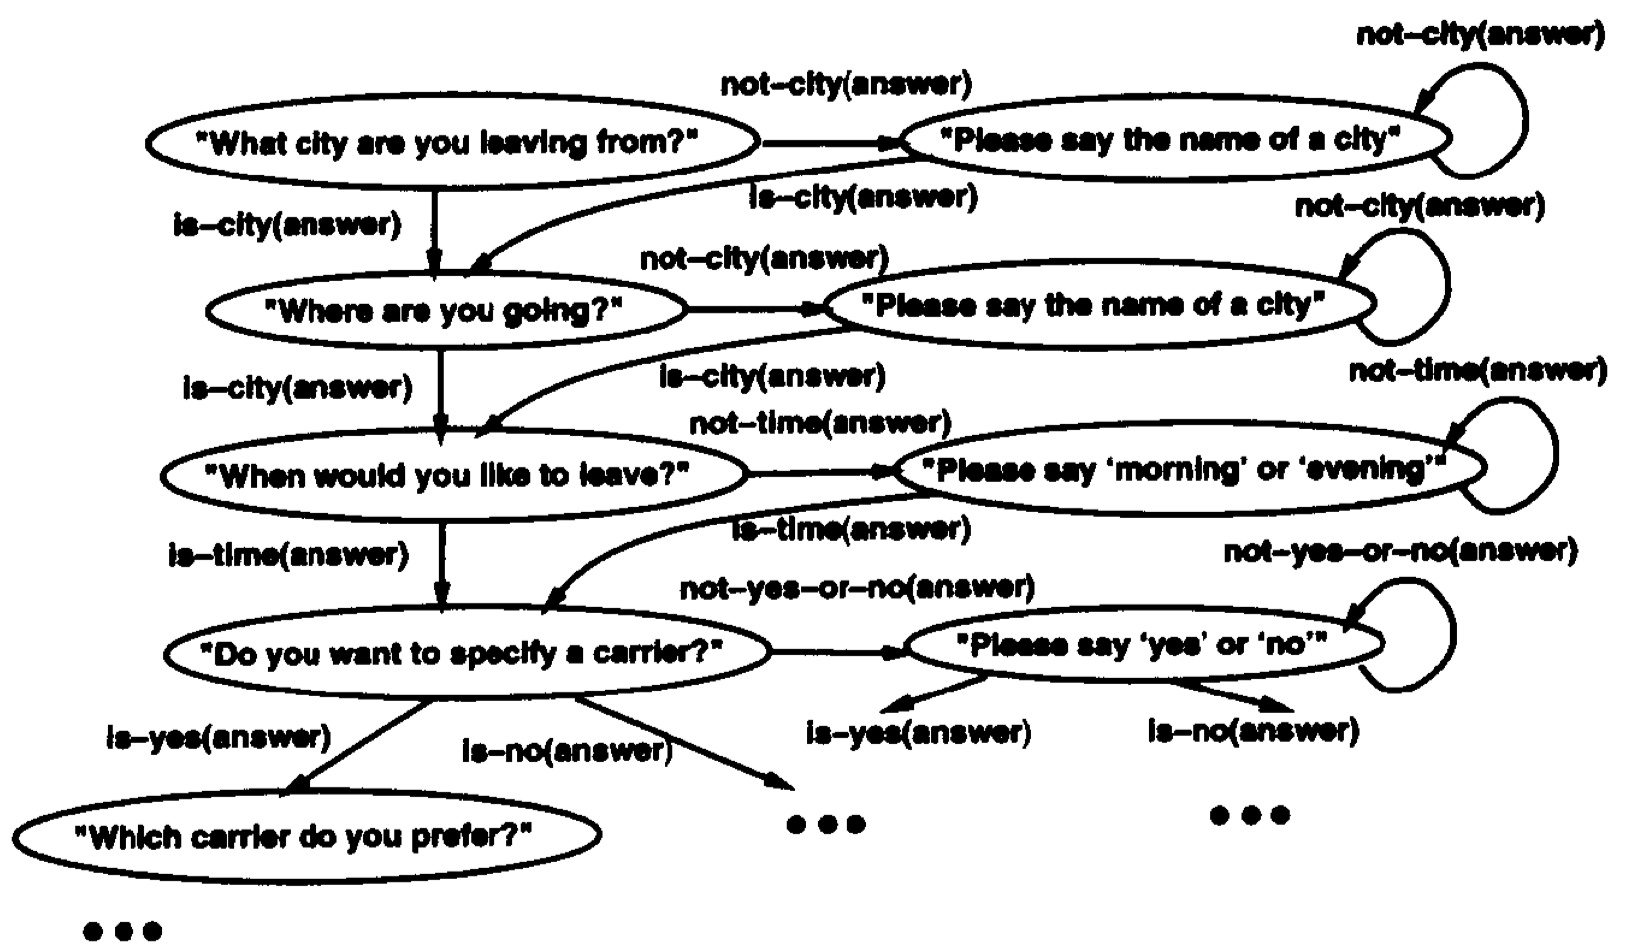 not-city(answer)
not-city(answer)
"What city are you leaving from?"
"Please say the name of a city"
is-city(answer)
is-city(answer)
not-city(answer)
not-city(answer)
"Where are you going?"
"Please say the name of a city"
is-city(answer)
is-city(answer)
not-time(answer)
not-time(answer)
"When would you like to leave?"
"Please say ‘morning’ or ‘evening’"
is-time(answer)
is-time(answer)
not-yes-or-no(answer)
not-yes-or-no(answer)
"Do you want to specify a carrier?"
"Please say ‘yes’ or ‘no’"
is-yes(answer)
is-no(answer)
is-yes(answer)
is-no(answer)
"Which carrier do you prefer?"